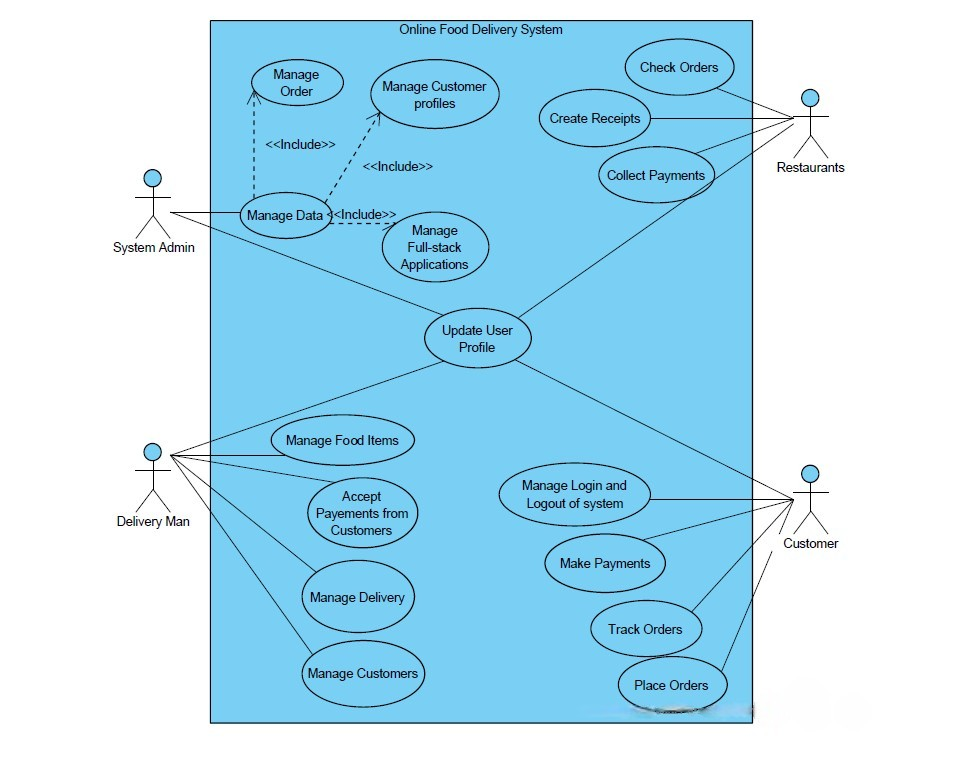 Online Food Delivery System
Manage
Order
Manage Customer
profiles
Check Orders
Create Receipts
<<Include>>
<<Include>>
Restaurants
Collect Payments
Manage Data
<<Include>>
System Admin
Manage
Full-stack
Applications
Update User
Profile
Manage Food Items
Accept
Payements from
Customers
Delivery Man
Manage Login and
Logout of system
Customer
Make Payments
Manage Delivery
Track Orders
Manage Customers
Place Orders